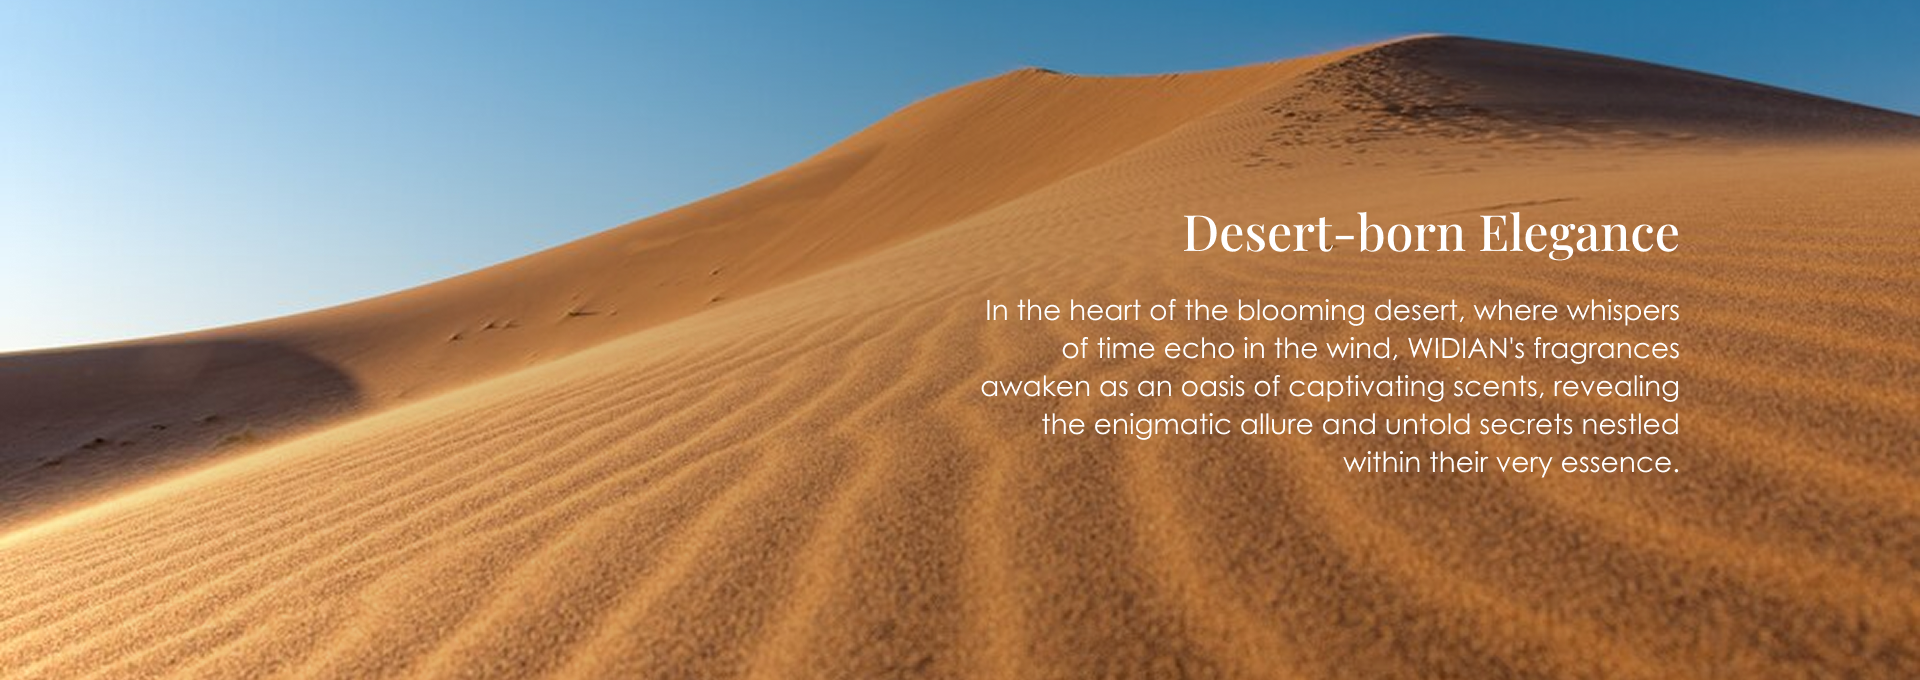 Desert-born Elegance
In the heart of the blooming desert, where whispers
of time echo in the wind, WIDIAN's fragrances
awaken as an oasis of captivating scents, revealing
the enigmatic allure and untold secrets nestled
within their very essence.